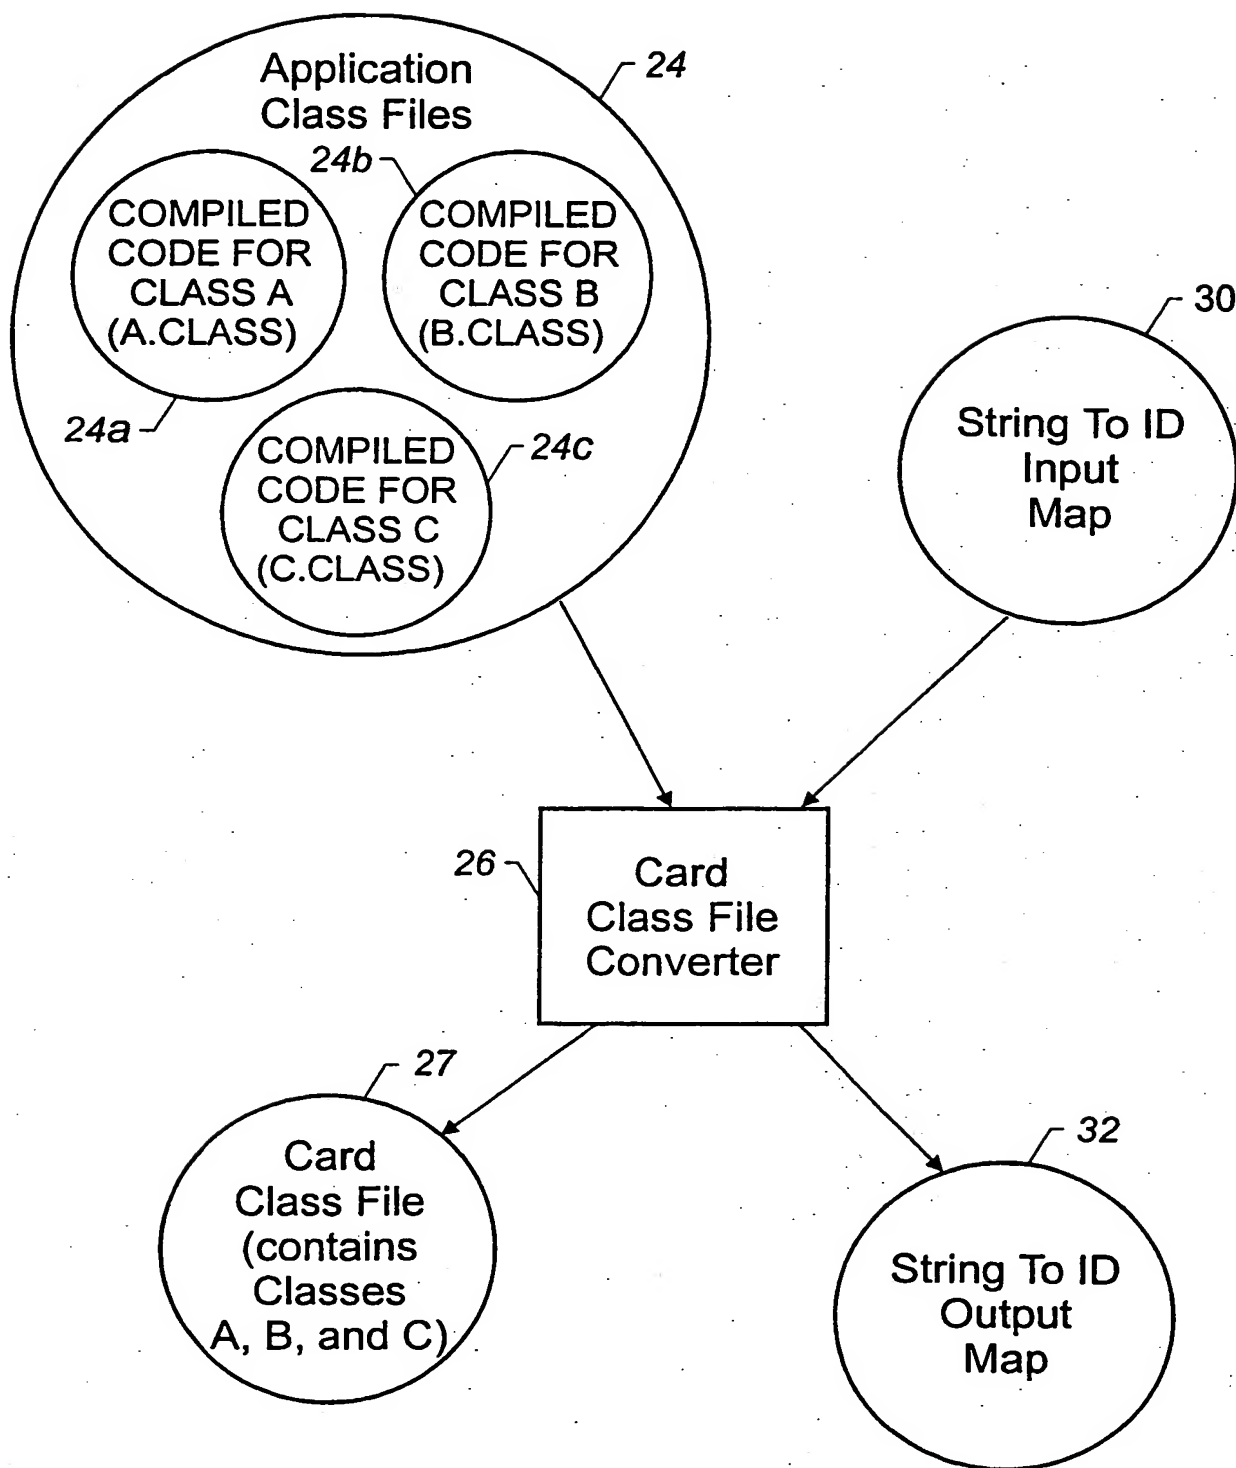 Application
Class Files
24
24b
COMPILED
CODE FOR
CLASS A
(A.CLASS)
COMPILED
CODE FOR
CLASS B
(B.CLASS)
24a
COMPILED
CODE FOR
CLASS C
(C.CLASS)
24c
30
String To ID
Input
Map
26
Card
Class File
Converter
27
Card
Class File
(contains
Classes
A, B, and C)
32
String To ID
Output
Map